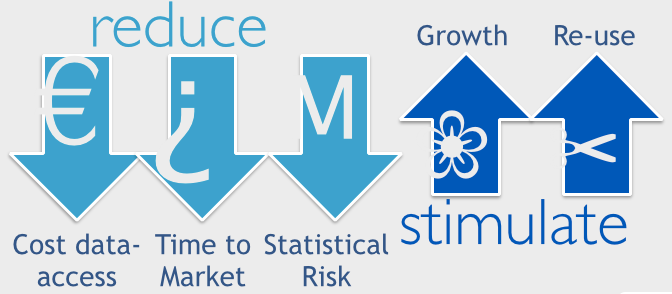 reduce
€ ¿ M
Cost data-
access
Time to
Market
Statistical
Risk
Growth
Re-use
stimulate